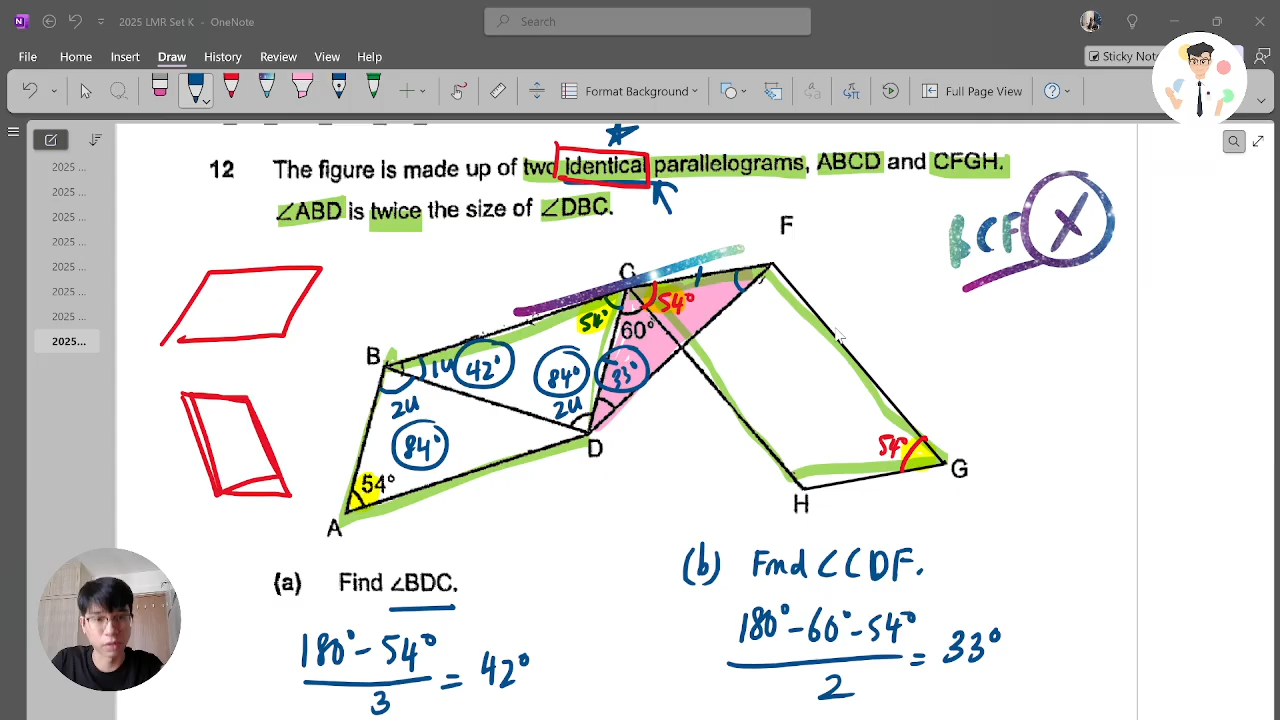 2025 LMR Set K - OneNote
Search
File Home Insert Draw History Review View Help
Sticky Notes
Format Background
Full Page View
2025 ...
2025 ...
2025 ...
2025 ...
2025 ...
2025 ...
2025...
12 The figure is made up of two identical parallelograms, ABCD and CFGH.
∠ABD is twice the size of ∠DBC.
BCF X
F
C
54°
54°
60°
B
1u 42°
84°
33°
2u
2u
84°
D
54°
54°
G
H
A
(a) Find ∠BDC.
180° - 54°
3
= 42°
(b) Find ∠CDF.
180° - 60° - 54°
2
= 33°